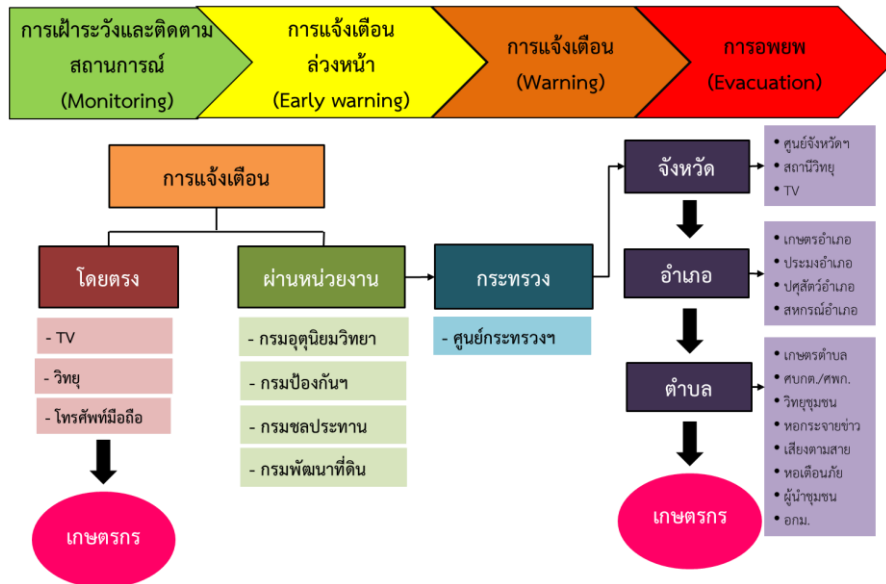 การเฝ้าระวังและติดตาม
สถานการณ์
(Monitoring)
การแจ้งเตือน
ล่วงหน้า
(Early warning)
การแจ้งเตือน
(Warning)
การอพยพ
(Evacuation)
การแจ้งเตือน
โดยตรง
- TV
- วิทยุ
- โทรศัพท์มือถือ
เกษตรกร
ผ่านหน่วยงาน
- กรมอุตุนิยมวิทยา
- กรมป้องกันฯ
- กรมชลประทาน
- กรมพัฒนาที่ดิน
กระทรวง
- ศูนย์กระทรวงฯ
จังหวัด
• ศูนย์จังหวัดฯ
• สถานีวิทยุ
• TV
อำเภอ
• เกษตรอำเภอ
• ประมงอำเภอ
• ปศุสัตว์อำเภอ
• สหกรณ์อำเภอ
ตำบล
• เกษตรตำบล
• ศบกต./ศพก.
• วิทยุชุมชน
• หอกระจายข่าว
• เสียงตามสาย
• หอเตือนภัย
• ผู้นำชุมชน
• อกม.
เกษตรกร